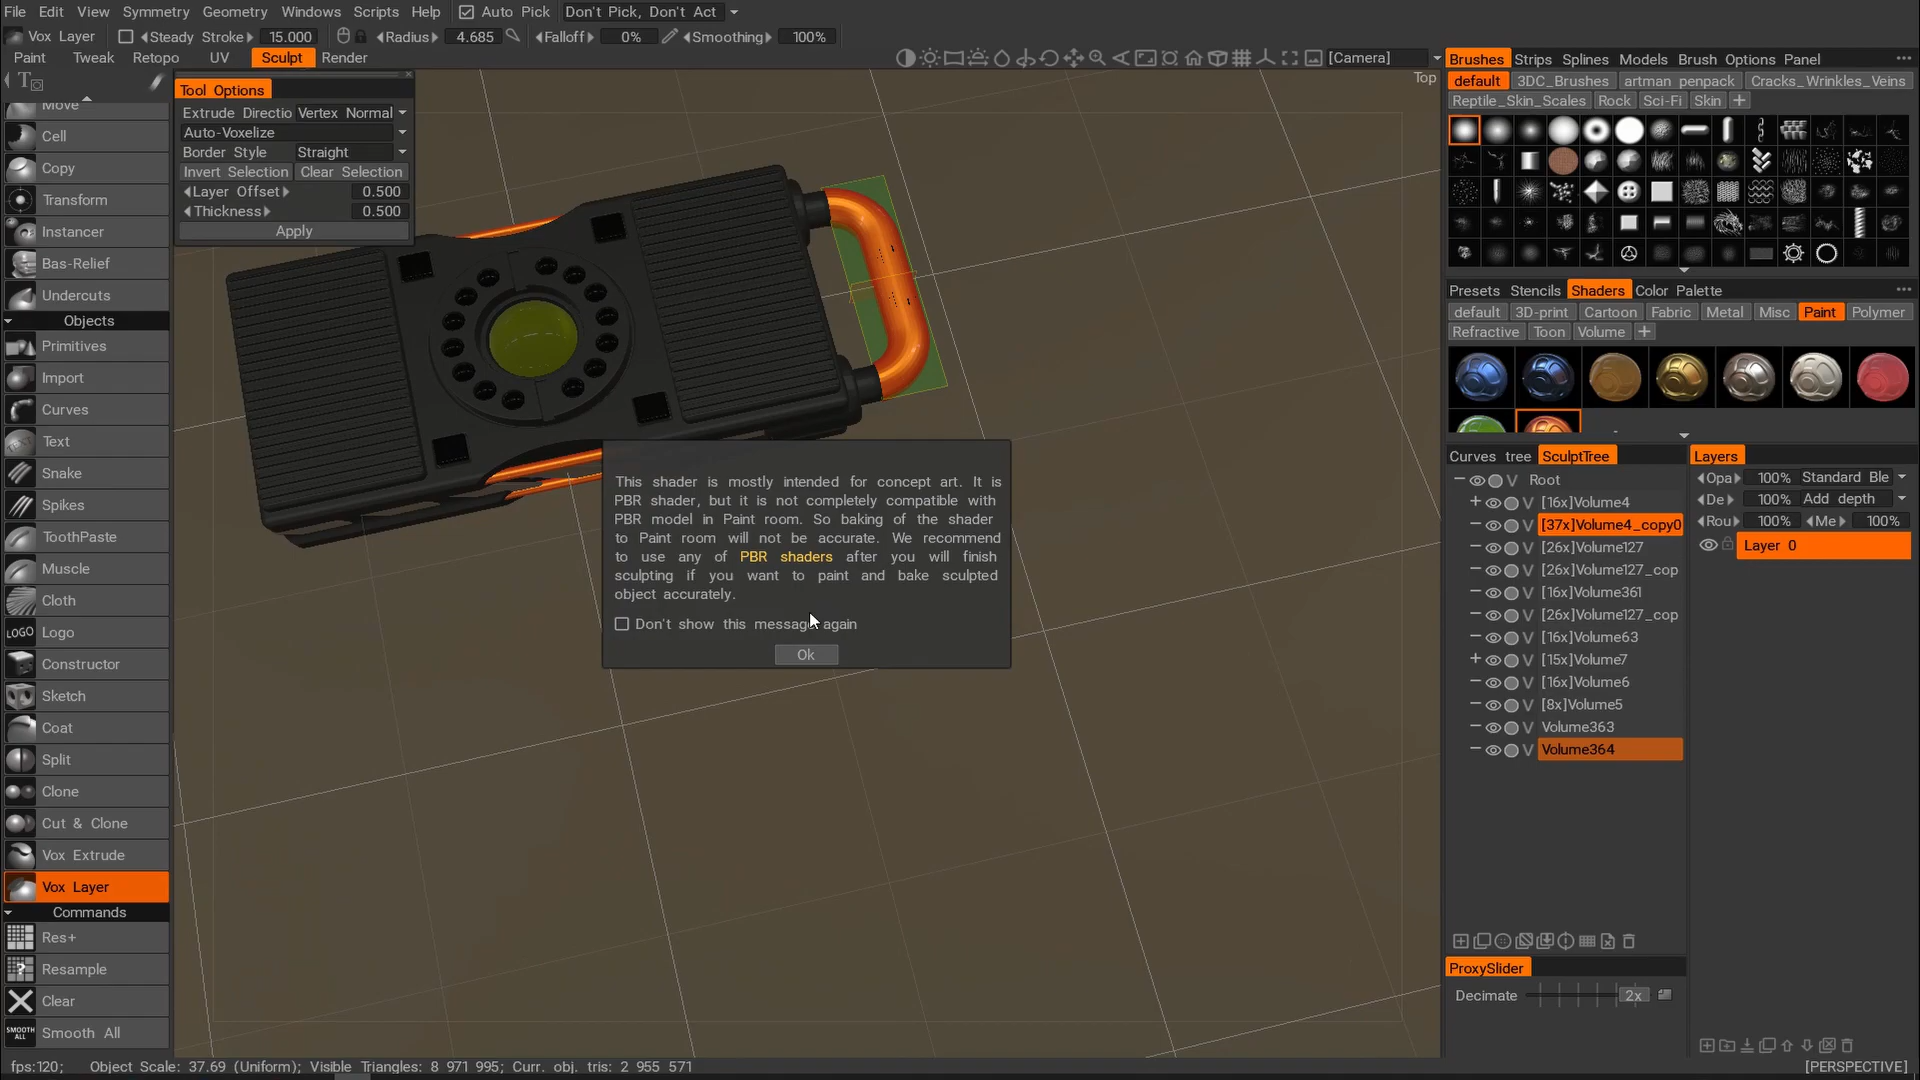 File Edit View Symmetry Geometry Windows Scripts Help Auto Pick Don't Pick, Don't Act
Vox Layer Steady Stroke 15.000 Radius 4.685 Falloff 0% Smoothing 100%
Paint Tweak Retopo UV Sculpt Render [Camera]
Top
Move
Cell
Copy
Transform
Instancer
Bas-Relief
Undercuts
Objects
Primitives
Import
Curves
Text
Snake
Spikes
ToothPaste
Muscle
Cloth
LOGO Logo
Constructor
Sketch
Coat
Split
Clone
Cut & Clone
Vox Extrude
Vox Layer
Commands
Res+
Resample
Clear
SMOOTH ALL Smooth All
Tool Options
Extrude Directio Vertex Normal
Auto-Voxelize
Border Style Straight
Invert Selection Clear Selection
Layer Offset 0.500
Thickness 0.500
Apply
This shader is mostly intended for concept art. It is
PBR shader, but it is not completely compatible with
PBR model in Paint room. So baking of the shader
to Paint room will not be accurate. We recommend
to use any of PBR shaders after you will finish
sculpting if you want to paint and bake sculpted
object accurately.
Don't show this message again
Ok
Brushes Strips Splines Models Brush Options Panel
default 3DC_Brushes artman penpack Cracks_Wrinkles_Veins
Reptile_Skin_Scales Rock Sci-Fi Skin
Presets Stencils Shaders Color Palette
default 3D-print Cartoon Fabric Metal Misc Paint Polymer
Refractive Toon Volume
Curves tree SculptTree
V Root
V [16x]Volume4
V [37x]Volume4_copy0
V [26x]Volume127
V [26x]Volume127_cop
V [16x]Volume361
V [26x]Volume127_cop
V [16x]Volume63
V [15x]Volume7
V [16x]Volume6
V [8x]Volume5
V Volume363
V Volume364
ProxySlider
Decimate 2x
Layers
Opa 100% Standard Ble
De 100% Add depth
Rou 100% Me 100%
Layer 0
fps:120; Object Scale: 37.69 (Uniform); Visible Triangles: 8 971 995; Curr. obj. tris: 2 955 571 [PERSPECTIVE]